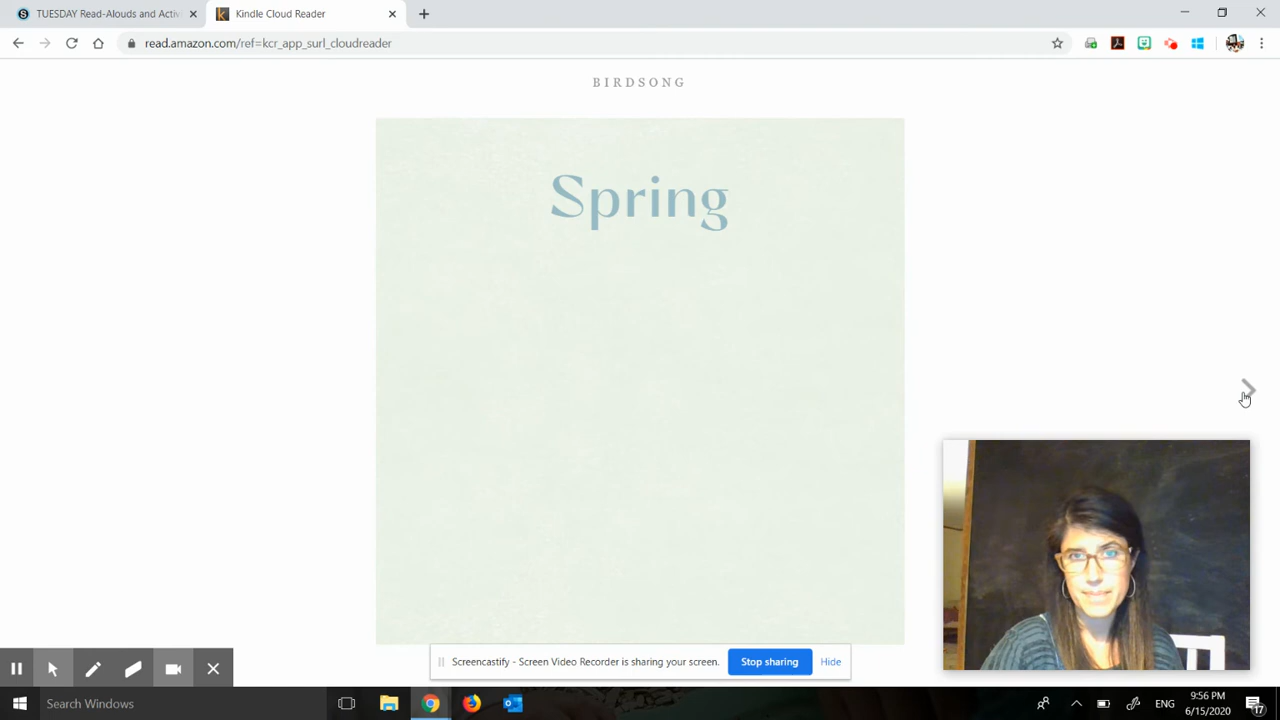 TUESDAY Read-Alouds and Activ
Kindle Cloud Reader
read.amazon.com/ref=kcr_app_surl_cloudreader
BIRDSONG
Spring
Screencastify - Screen Video Recorder is sharing your screen.
Stop sharing
Hide
Search Windows
ENG
9:56 PM
6/15/2020
17